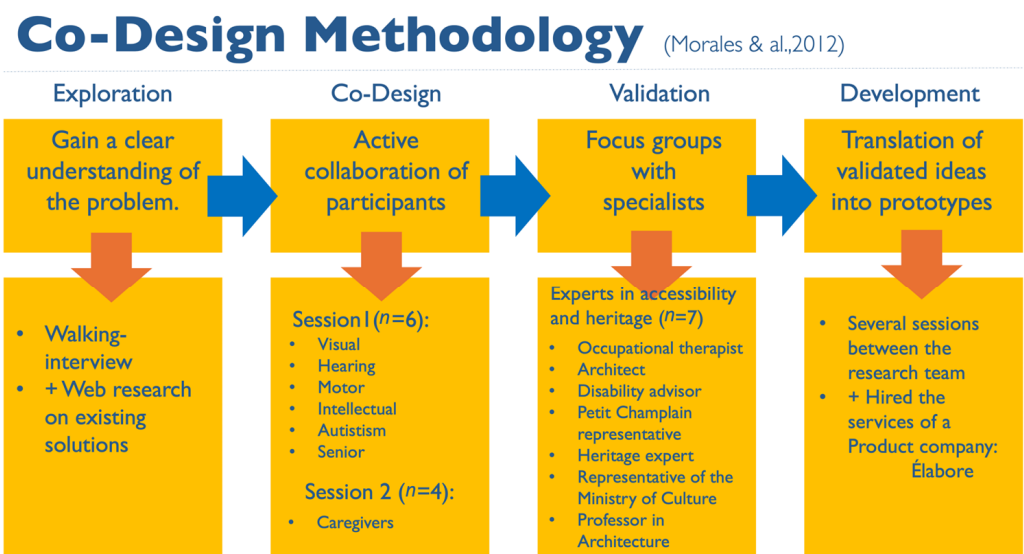 Co-Design Methodology (Morales & al.,2012)
Exploration
Gain a clear
understanding of
the problem.
• Walking-
interview
• + Web research
on existing
solutions
Co-Design
Active
collaboration of
participants
Session1(n=6):
• Visual
• Hearing
• Motor
• Intellectual
• Autistism
• Senior
Session 2 (n=4):
• Caregivers
Validation
Focus groups
with
specialists
Experts in accessibility
and heritage (n=7)
• Occupational therapist
• Architect
• Disability advisor
• Petit Champlain
representative
• Heritage expert
• Representative of the
Ministry of Culture
• Professor in
Architecture
Development
Translation of
validated ideas
into prototypes
• Several sessions
between the
research team
• + Hired the
services of a
Product company:
Élabore